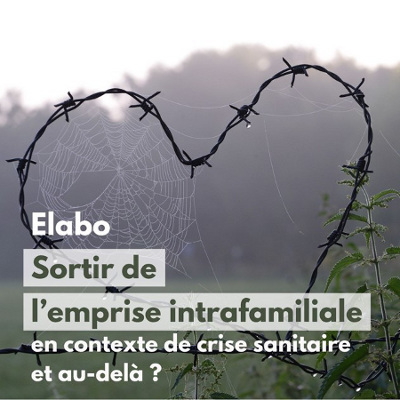 Elabo
Sortir de
l'emprise intrafamiliale
en contexte de crise sanitaire
et au-delà ?